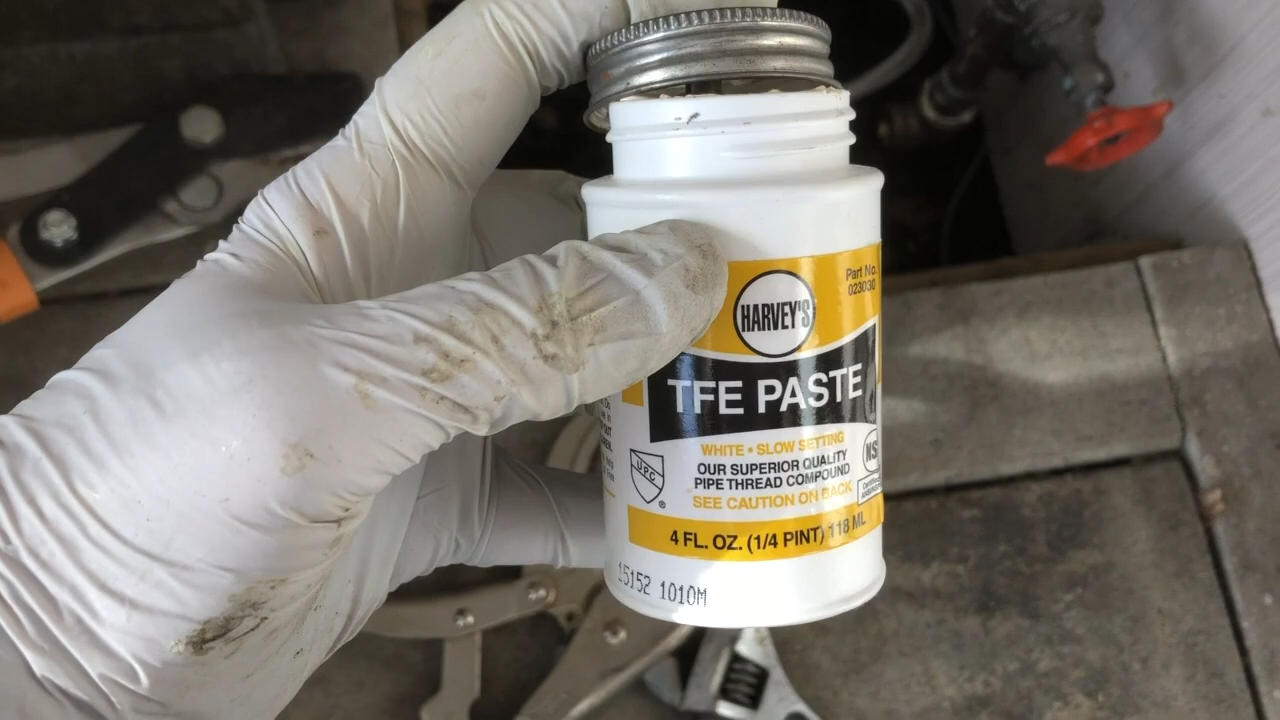 Part No.
023030
HARVEY'S
TFE PASTE
WHITE • SLOW SETTING
OUR SUPERIOR QUALITY
PIPE THREAD COMPOUND
SEE CAUTION ON BACK
UPC
®
NS
4 FL. OZ. (1/4 PINT) 118 ML
15152 1010M